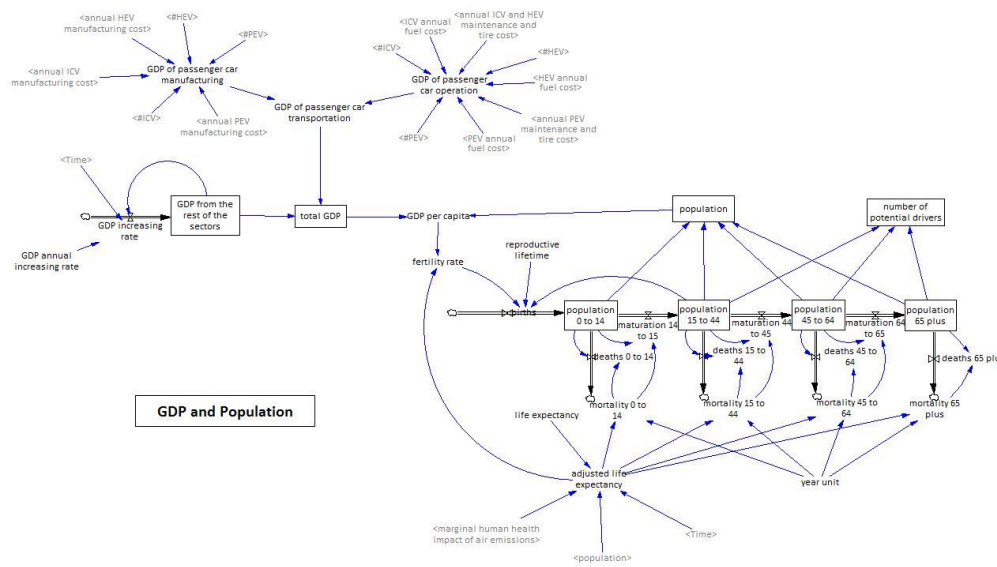 <annual HEV
manufacturing cost>
<#HEV>
<#PEV>
<annual ICV
manufacturing cost>
GDP of passenger car
manufacturing
<#ICV>
<annual PEV
manufacturing cost>
<ICV annual
fuel cost>
<annual ICV and HEV
maintenance and
tire cost>
<#ICV>
<#HEV>
GDP of passenger
car operation
<HEV annual
fuel cost>
<#PEV>
<PEV annual
fuel cost>
<annual PEV
maintenance and
tire cost>
GDP of passenger car
transportation
<Time>
GDP increasing
rate
GDP from the
rest of the
sectors
GDP annual
increasing rate
total GDP
GDP per capita
population
number of
potential drivers
fertility rate
reproductive
lifetime
births
population
0 to 14
maturation 14
to 15
population
15 to 44
maturation 44
to 45
population
45 to 64
maturation 64
to 65
population
65 plus
deaths 0 to 14
deaths 15 to
44
deaths 45 to
64
deaths 65 plu
mortality 0 to
14
mortality 15 to
44
mortality 45 to
64
mortality 65
plus
GDP and Population
life expectancy
adjusted life
expectancy
year unit
<marginal human health
impact of air emissions>
<population>
<Time>